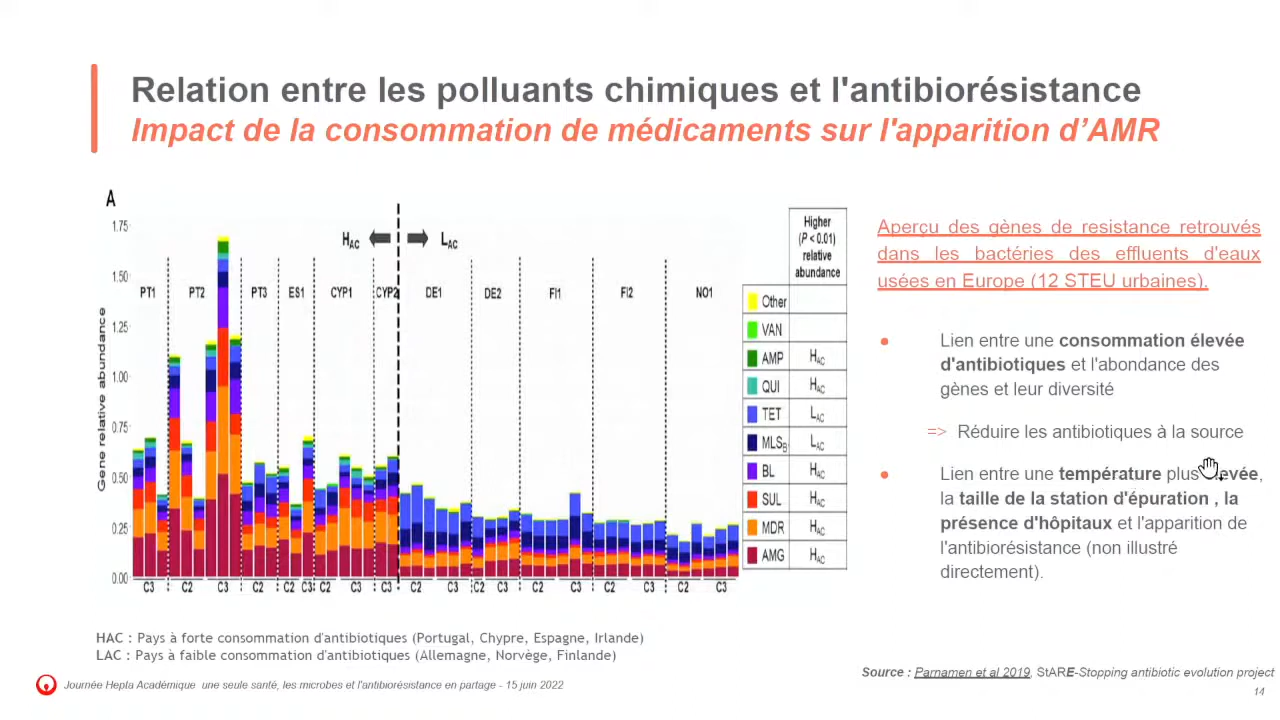 Relation entre les polluants chimiques et l'antibiorésistance
Impact de la consommation de médicaments sur l'apparition d'AMR
A
1.75
1.50
1.25
1.00
0.75
0.50
0.25
0.00
Gene relative abundance
HAC
LAC
PT1
PT2
PT3
ES1
CYP1
CYP2
DE1
DE2
FI1
FI2
NO1
C3
C2
C3
C2
C3
C2
C3
C2
C3
C3
C2
C3
C2
C3
C2
C3
C2
C3
C2
C3
Higher
(P < 0.01)
relative
abundance
Other
VAN
AMP HAC
QUI HAC
TET LAC
MLSB LAC
BL HAC
SUL HAC
MDR HAC
AMG HAC
Aperçu des gènes de resistance retrouvés
dans les bactéries des effluents d'eaux
usées en Europe (12 STEU urbaines).
● Lien entre une consommation élevée
d'antibiotiques et l'abondance des
gènes et leur diversité
=> Réduire les antibiotiques à la source
● Lien entre une température plus élevée,
la taille de la station d'épuration , la
présence d'hôpitaux et l'apparition de
l'antibiorésistance (non illustré
directement).
HAC : Pays à forte consommation d'antibiotiques (Portugal, Chypre, Espagne, Irlande)
LAC : Pays à faible consommation d'antibiotiques (Allemagne, Norvège, Finlande)
Journée Hepta Académique une seule santé, les microbes et l'antibiorésistance en partage - 15 juin 2022
Source : Parnamen et al 2019, StARE-Stopping antibiotic evolution project
14